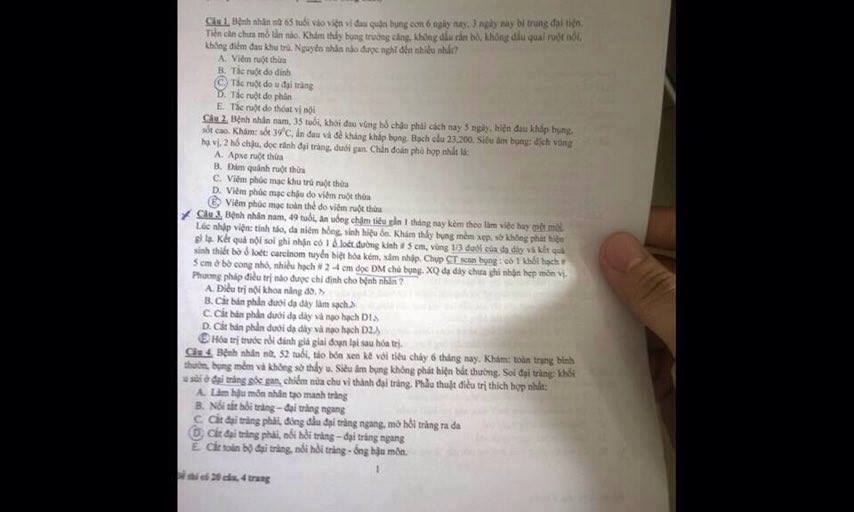 Câu 1. Bệnh nhân nữ 65 tuổi vào viện vì đau quặn bụng cơn 6 ngày nay, 3 ngày nay bí trung đại tiện.
Tiền căn chưa mổ lần nào. Khám thấy bụng trướng căng, không dấu rắn bò, không dấu quai ruột nổi,
không điểm đau khu trú. Nguyên nhân nào được nghĩ đến nhiều nhất?
A. Viêm ruột thừa
B. Tắc ruột do dính
C. Tắc ruột do u đại tràng
D. Tắc ruột do phân
E. Tắc ruột do thoát vị nội
Câu 2. Bệnh nhân nam, 35 tuổi, khởi đau vùng hố chậu phải cách nay 5 ngày, hiện đau khắp bụng,
sốt cao. Khám: sốt 39°C, ấn đau và đề kháng khắp bụng. Bạch cầu 23,200. Siêu âm bụng: dịch vùng
hạ vị, 2 hố chậu, dọc rãnh đại tràng, dưới gan. Chẩn đoán phù hợp nhất là:
A. Apxe ruột thừa
B. Đám quánh ruột thừa
C. Viêm phúc mạc khu trú ruột thừa
D. Viêm phúc mạc chậu do viêm ruột thừa
E. Viêm phúc mạc toàn thể do viêm ruột thừa
Câu 3. Bệnh nhân nam, 49 tuổi, ăn uống chậm tiêu gần 1 tháng nay kèm theo làm việc hay mệt mỏi.
Lúc nhập viện: tỉnh táo, da niêm hồng, sinh hiệu ổn. Khám thấy bụng mềm xẹp, sờ không phát hiện
gì lạ. Kết quả nội soi ghi nhận có 1 ổ loét đường kính # 5 cm, vùng 1/3 dưới của dạ dày và kết quả
sinh thiết bờ ổ loét: carcinom tuyến biệt hóa kém, xâm nhập. Chụp CT scan bụng : có 1 khối hạch #
5 cm ở bờ cong nhỏ, nhiều hạch # 2 -4 cm dọc ĐM chủ bụng. XQ dạ dày chưa ghi nhận hẹp môn vị.
Phương pháp điều trị nào được chỉ định cho bệnh nhân ?
A. Điều trị nội khoa nâng đỡ.
B. Cắt bán phần dưới dạ dày làm sạch.
C. Cắt bán phần dưới dạ dày và nạo hạch D1
D. Cắt bán phần dưới dạ dày và nạo hạch D2
E. Hóa trị trước rồi đánh giá giai đoạn lại sau hóa trị.
Câu 4. Bệnh nhân nữ, 52 tuổi, táo bón xen kẽ với tiêu chảy 6 tháng nay. Khám: toàn trạng bình
thường, bụng mềm và không sờ thấy u. Siêu âm bụng không phát hiện bất thường. Soi đại tràng: khối
u sùi ở đại tràng góc gan, chiếm nửa chu vi thành đại tràng. Phẫu thuật điều trị thích hợp nhất:
A. Làm hậu môn nhân tạo manh tràng
B. Nối tắt hồi tràng – đại tràng ngang
C. Cắt đại tràng phải, đóng đầu đại tràng ngang, mở hồi tràng ra da
D. Cắt đại tràng phải, nối hồi tràng – đại tràng ngang
E. Cắt toàn bộ đại tràng, nối hồi tràng - ống hậu môn.
1
Đề thi có 20 câu, 4 trang